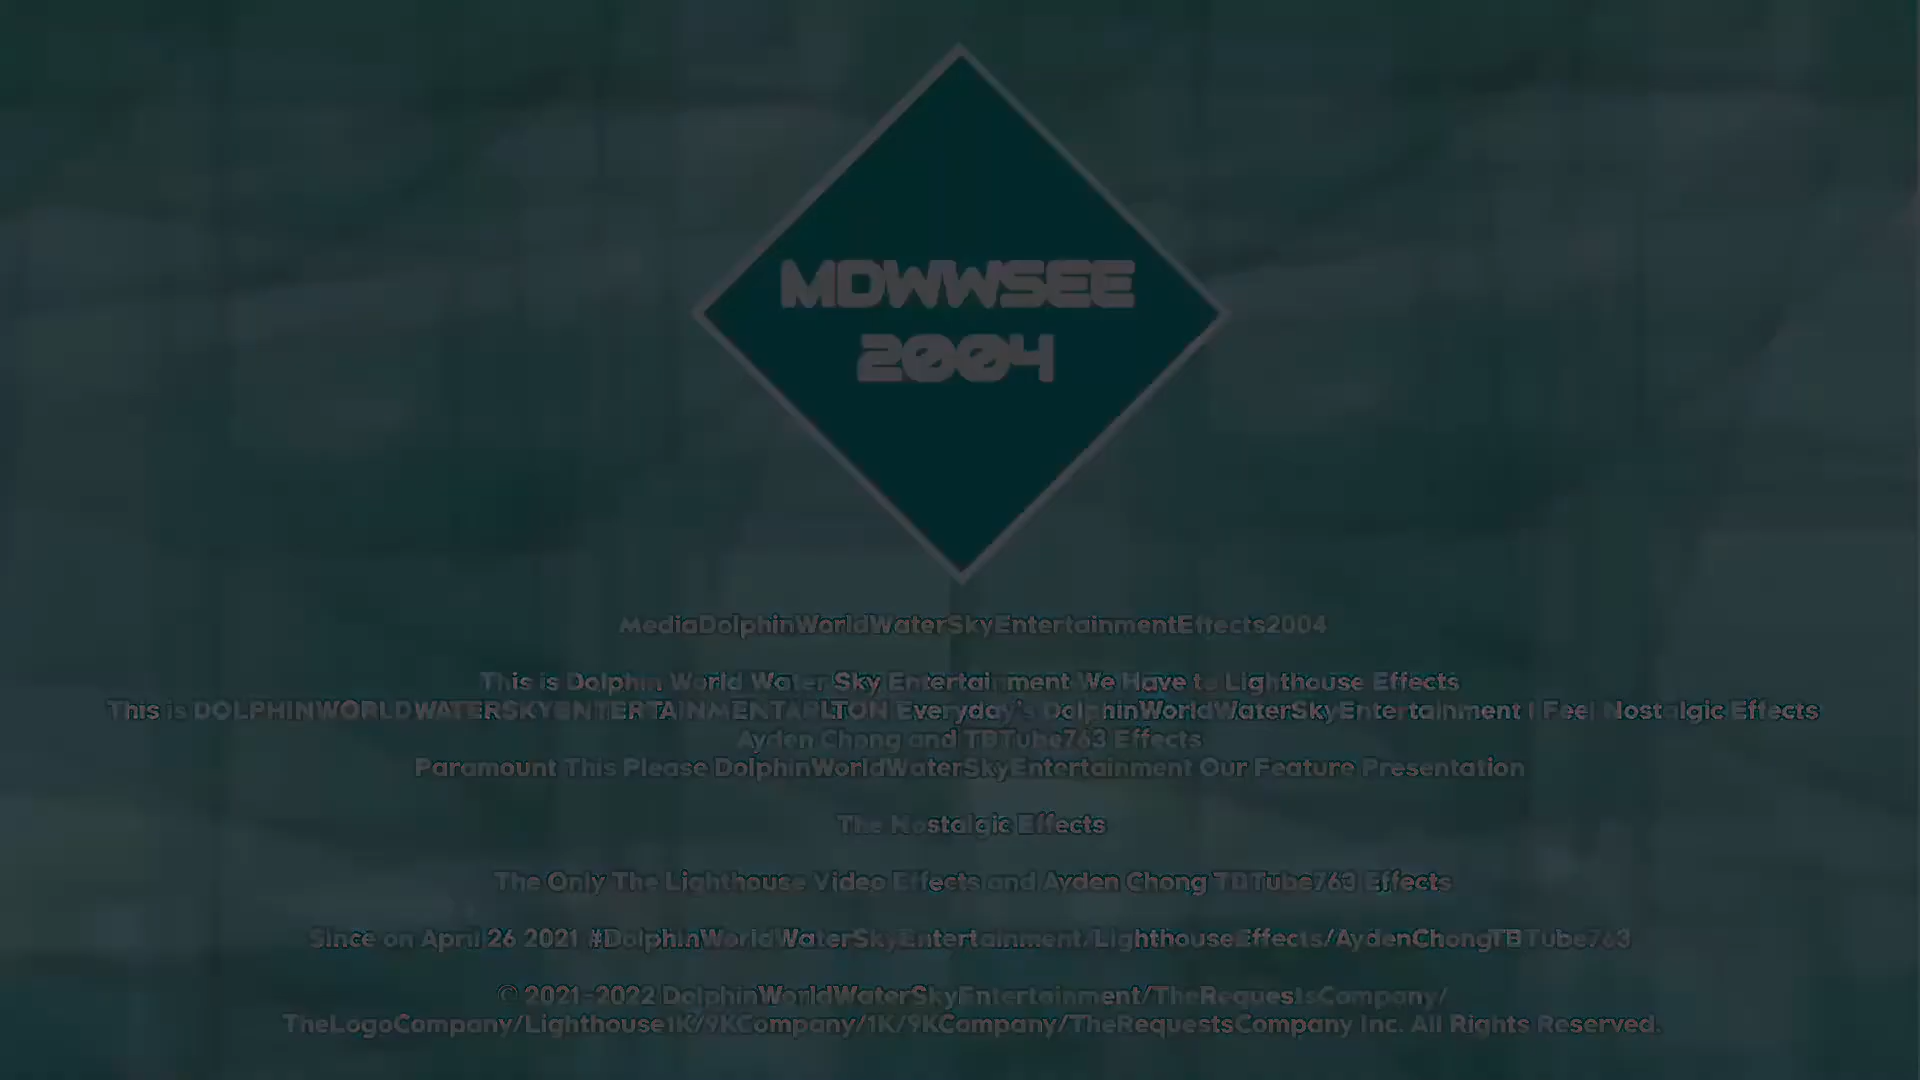 MDWWSEE
2004
MediaDolphinWorldWaterSkyEntertainmentEffects2004
This is Dolphin World Water Sky Entertainment We Have to Lighthouse Effects
This is DOLPHINWORLDWATERSKYENTERTAINMENTAPLTON Everyday's DolphinWorldWaterSkyEntertainment I Feel Nostalgic Effects
Ayden Chong and TBTube763 Effects
Paramount This Please DolphinWorldWaterSkyEntertainment Our Feature Presentation
The Nostalgic Effects
The Only The Lighthouse Video Effects and Ayden Chong TBTube763 Effects
Since on April 26 2021 #DolphinWorldWaterSkyEntertainment/LighthouseEffects/AydenChongTBTube763
© 2021-2022 DolphinWorldWaterSkyEntertainment/TheRequestsCompany/
TheLogoCompany/Lighthouse1K/9KCompany/1K/9KCompany/TheRequestsCompany Inc. All Rights Reserved.